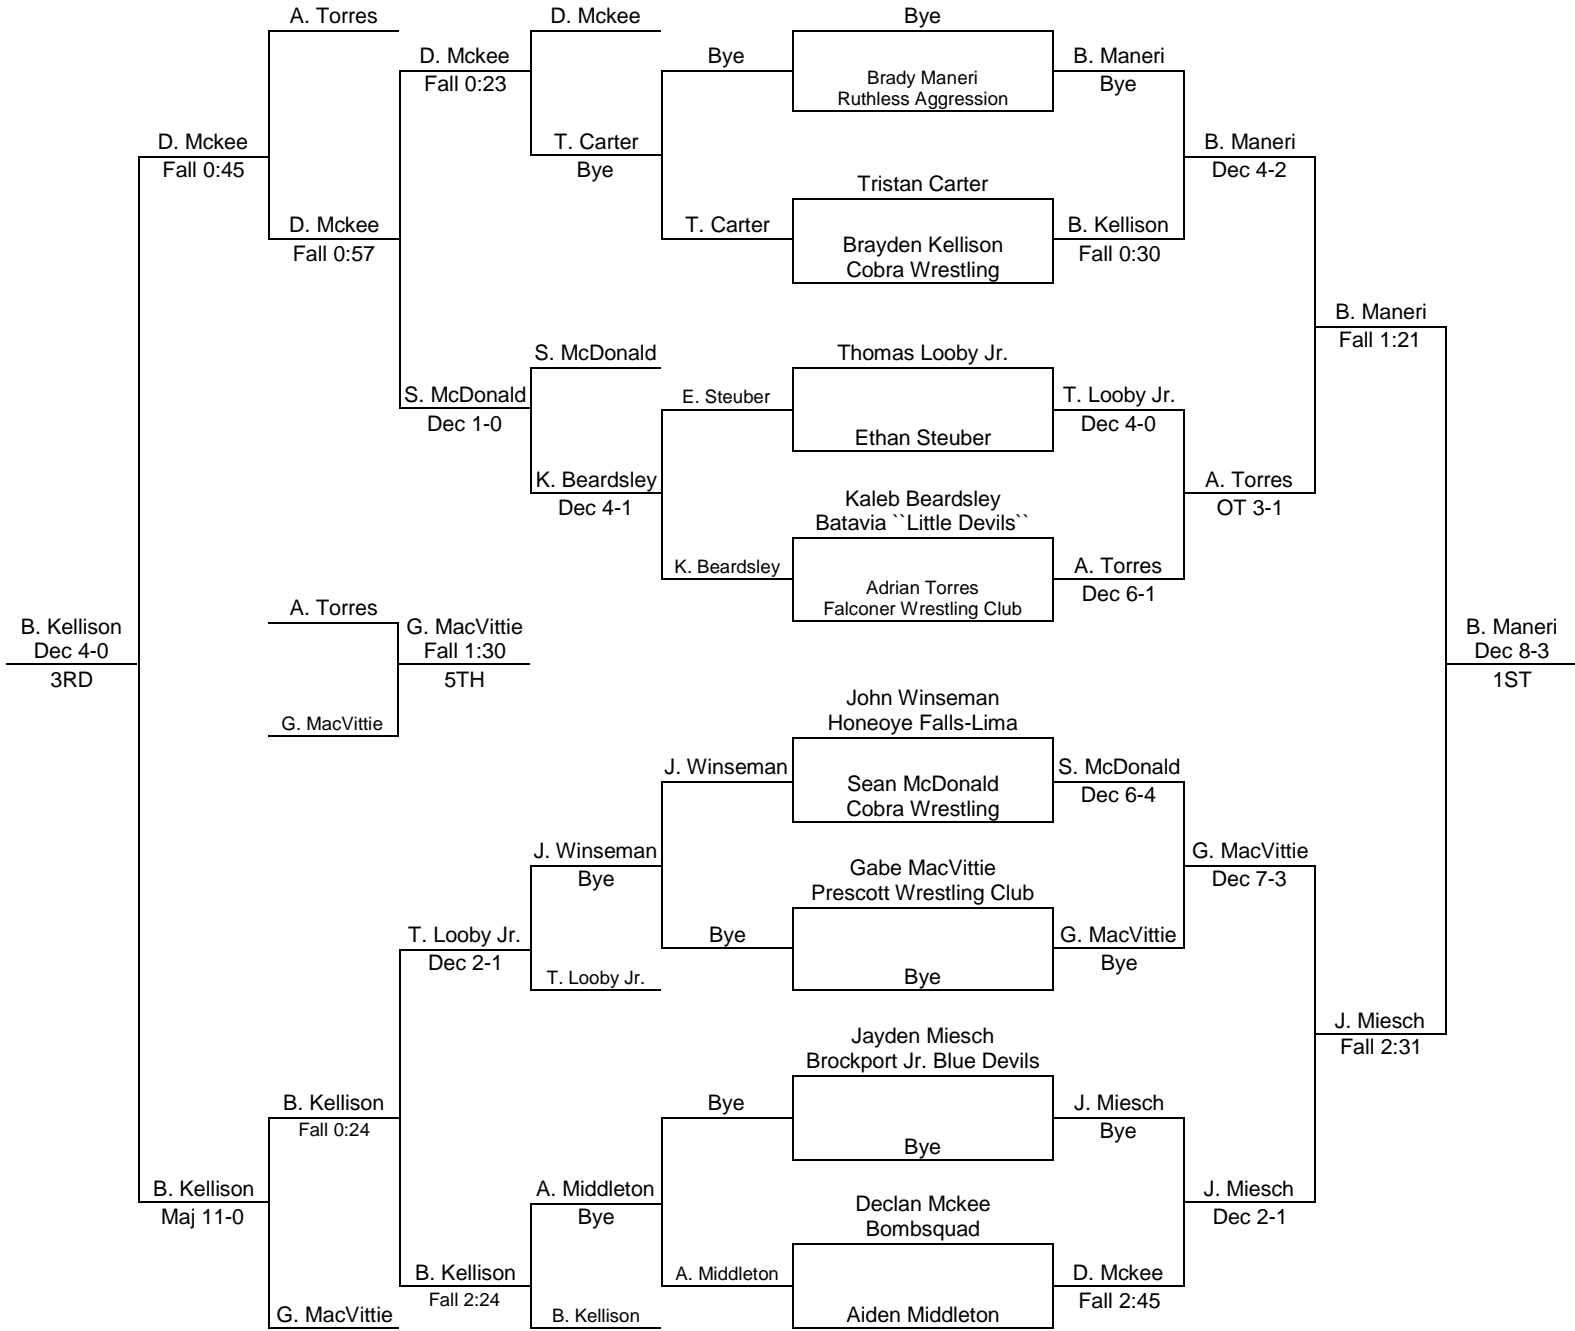 A. Torres
D. Mckee
Bye
D. Mckee
Fall 0:23
Bye
Brady Maneri
Ruthless Aggression
B. Maneri
Bye
D. Mckee
Fall 0:45
T. Carter
Bye
B. Maneri
Dec 4-2
Tristan Carter
D. Mckee
Fall 0:57
T. Carter
Brayden Kellison
Cobra Wrestling
B. Kellison
Fall 0:30
B. Maneri
Fall 1:21
S. McDonald
Thomas Looby Jr.
S. McDonald
Dec 1-0
E. Steuber
T. Looby Jr.
Dec 4-0
Ethan Steuber
K. Beardsley
Dec 4-1
A. Torres
OT 3-1
Kaleb Beardsley
Batavia ``Little Devils``
K. Beardsley
Adrian Torres
Falconer Wrestling Club
A. Torres
Dec 6-1
A. Torres
B. Kellison
Dec 4-0
3RD
G. MacVittie
Fall 1:30
5TH
B. Maneri
Dec 8-3
1ST
G. MacVittie
John Winseman
Honeoye Falls-Lima
J. Winseman
Sean McDonald
Cobra Wrestling
S. McDonald
Dec 6-4
J. Winseman
Bye
Gabe MacVittie
Prescott Wrestling Club
G. MacVittie
Dec 7-3
T. Looby Jr.
Dec 2-1
Bye
G. MacVittie
Bye
T. Looby Jr.
Bye
J. Miesch
Fall 2:31
Jayden Miesch
Brockport Jr. Blue Devils
B. Kellison
Fall 0:24
Bye
J. Miesch
Bye
Bye
B. Kellison
Maj 11-0
A. Middleton
Bye
J. Miesch
Dec 2-1
Declan Mckee
Bombsquad
B. Kellison
Fall 2:24
A. Middleton
D. Mckee
Fall 2:45
G. MacVittie
B. Kellison
Aiden Middleton